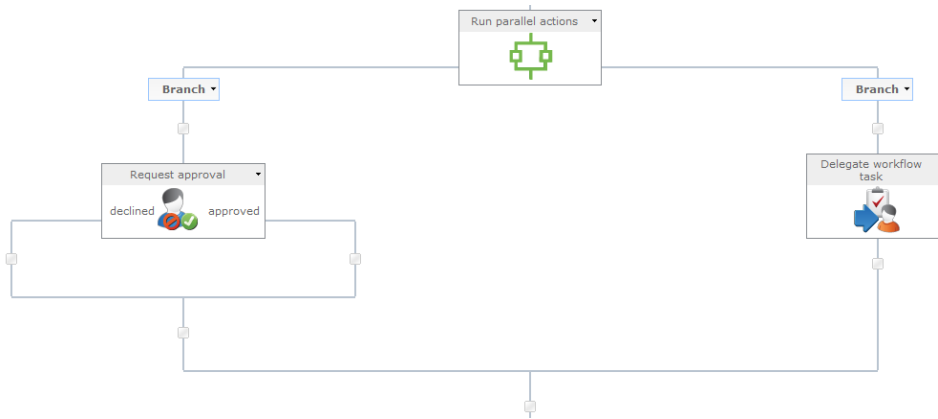 Run parallel actions
Branch
Branch
Request approval
declined
approved
Delegate workflow
task